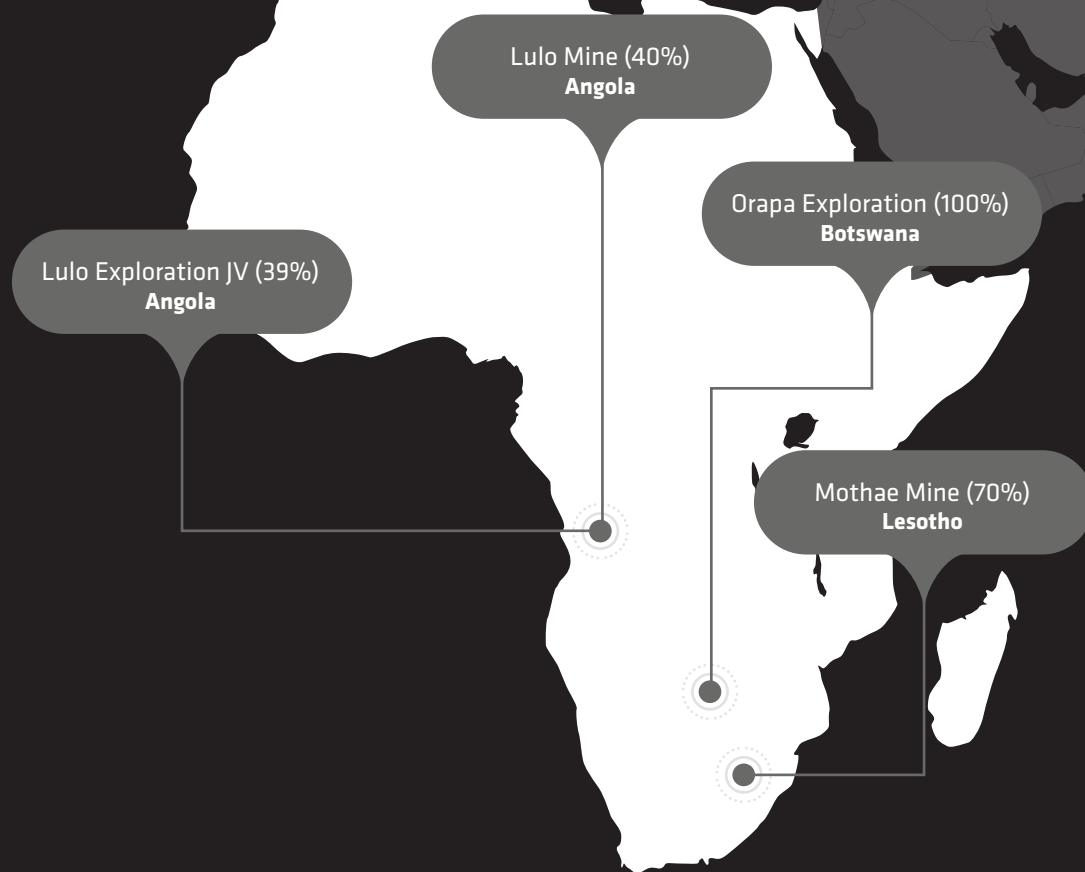 Lulo Mine (40%)
Angola
Orapa Exploration (100%)
Botswana
Lulo Exploration JV (39%)
Angola
Mothae Mine (70%)
Lesotho